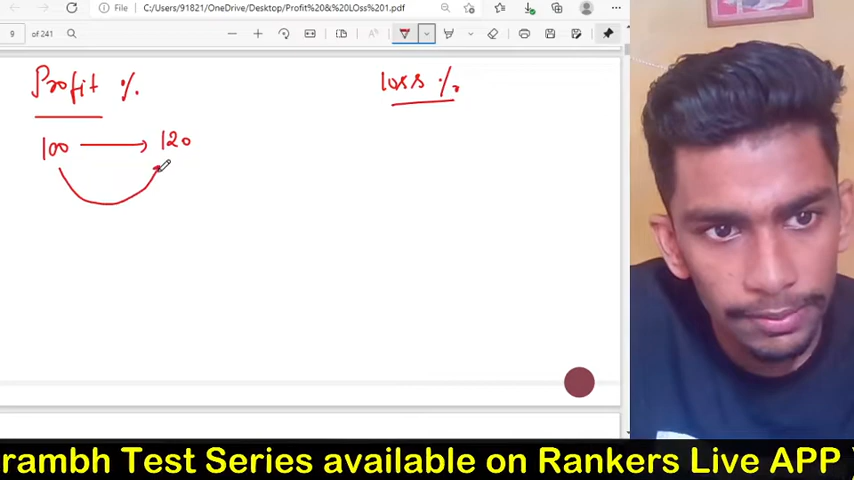 File
C:/Users/91821/OneDrive/Desktop/Profit%20&%20LOss%201.pdf
9 of 241
Profit %
loss %
100 → 120
rambh Test Series available on Rankers Live APP